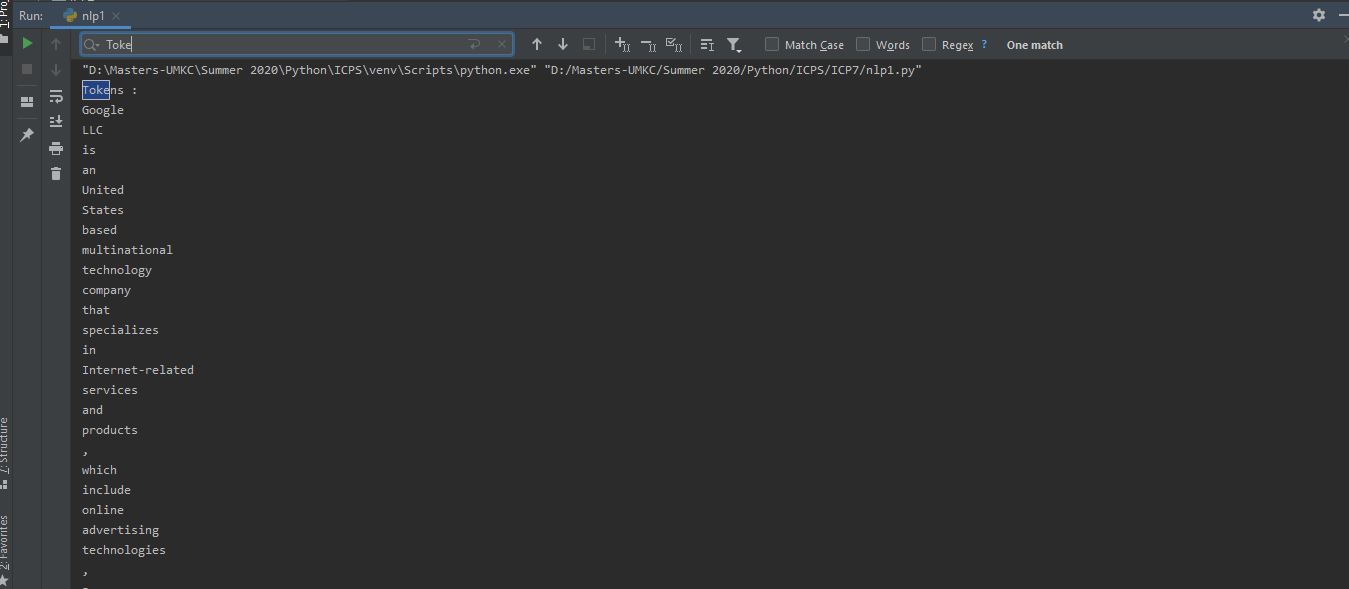 1: Pro
Run: nlp1
Toke
Match Case Words Regex ? One match
"D:\Masters-UMKC\Summer 2020\Python\ICPS\venv\Scripts\python.exe" "D:/Masters-UMKC/Summer 2020/Python/ICPS/ICP7/nlp1.py"
Tokens :
Google
LLC
is
an
United
States
based
multinational
technology
company
that
specializes
in
Internet-related
services
and
products
,
which
include
online
advertising
technologies
,
7: Structure
2: Favorites